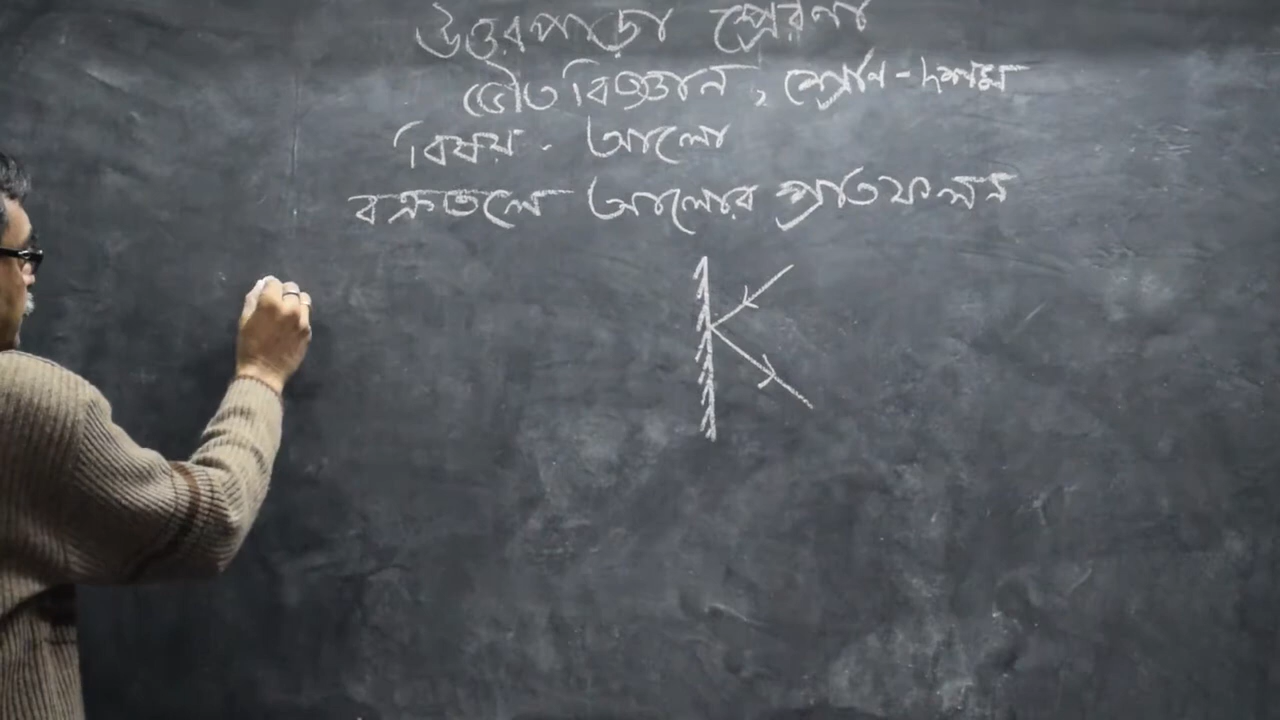 উত্তরপাড়া প্রেরণা
ভৌতবিজ্ঞান, শ্রেণি - দশম
বিষয় - আলো
বক্রতলে আলোর প্রতিফলন